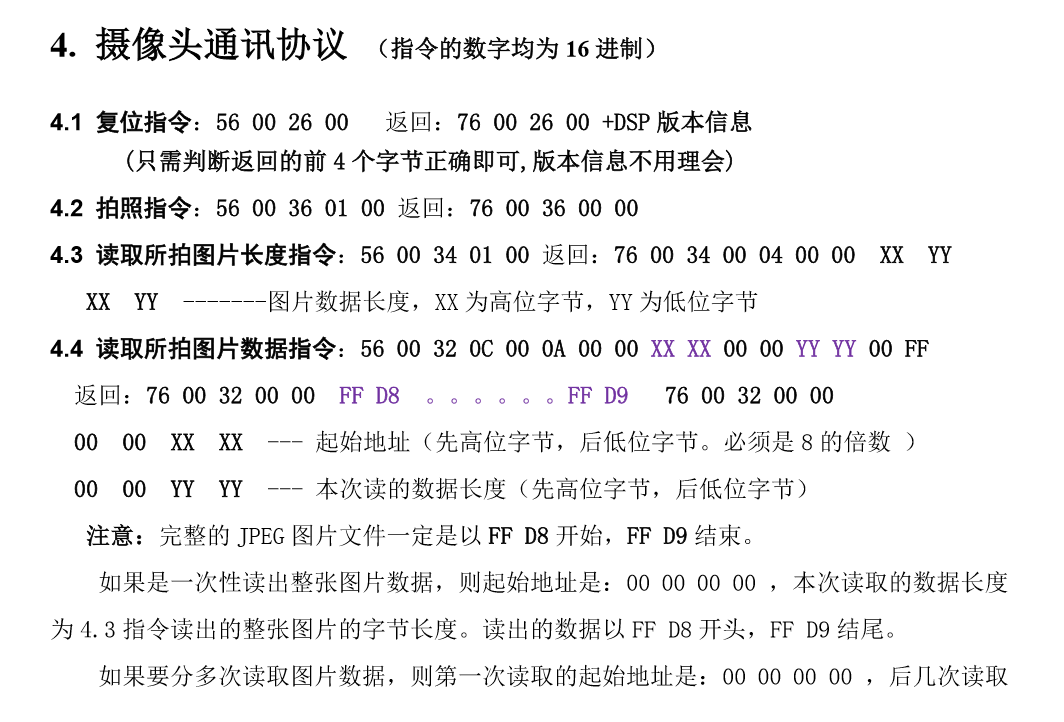 4. 摄像头通讯协议 （指令的数字均为 16 进制）
4.1 复位指令：56 00 26 00 返回：76 00 26 00 +DSP 版本信息
(只需判断返回的前 4 个字节正确即可,版本信息不用理会)
4.2 拍照指令：56 00 36 01 00 返回：76 00 36 00 00
4.3 读取所拍图片长度指令：56 00 34 01 00 返回：76 00 34 00 04 00 00 XX YY
XX YY -------图片数据长度，XX 为高位字节，YY 为低位字节
4.4 读取所拍图片数据指令：56 00 32 0C 00 0A 00 00 XX XX 00 00 YY YY 00 FF
返回：76 00 32 00 00 FF D8 。。。。。。FF D9 76 00 32 00 00
00 00 XX XX --- 起始地址（先高位字节，后低位字节。必须是 8 的倍数 ）
00 00 YY YY --- 本次读的数据长度（先高位字节，后低位字节）
注意：完整的 JPEG 图片文件一定是以 FF D8 开始，FF D9 结束。
如果是一次性读出整张图片数据，则起始地址是：00 00 00 00 ，本次读取的数据长度
为 4.3 指令读出的整张图片的字节长度。读出的数据以 FF D8 开头，FF D9 结尾。
如果要分多次读取图片数据，则第一次读取的起始地址是：00 00 00 00 ，后几次读取